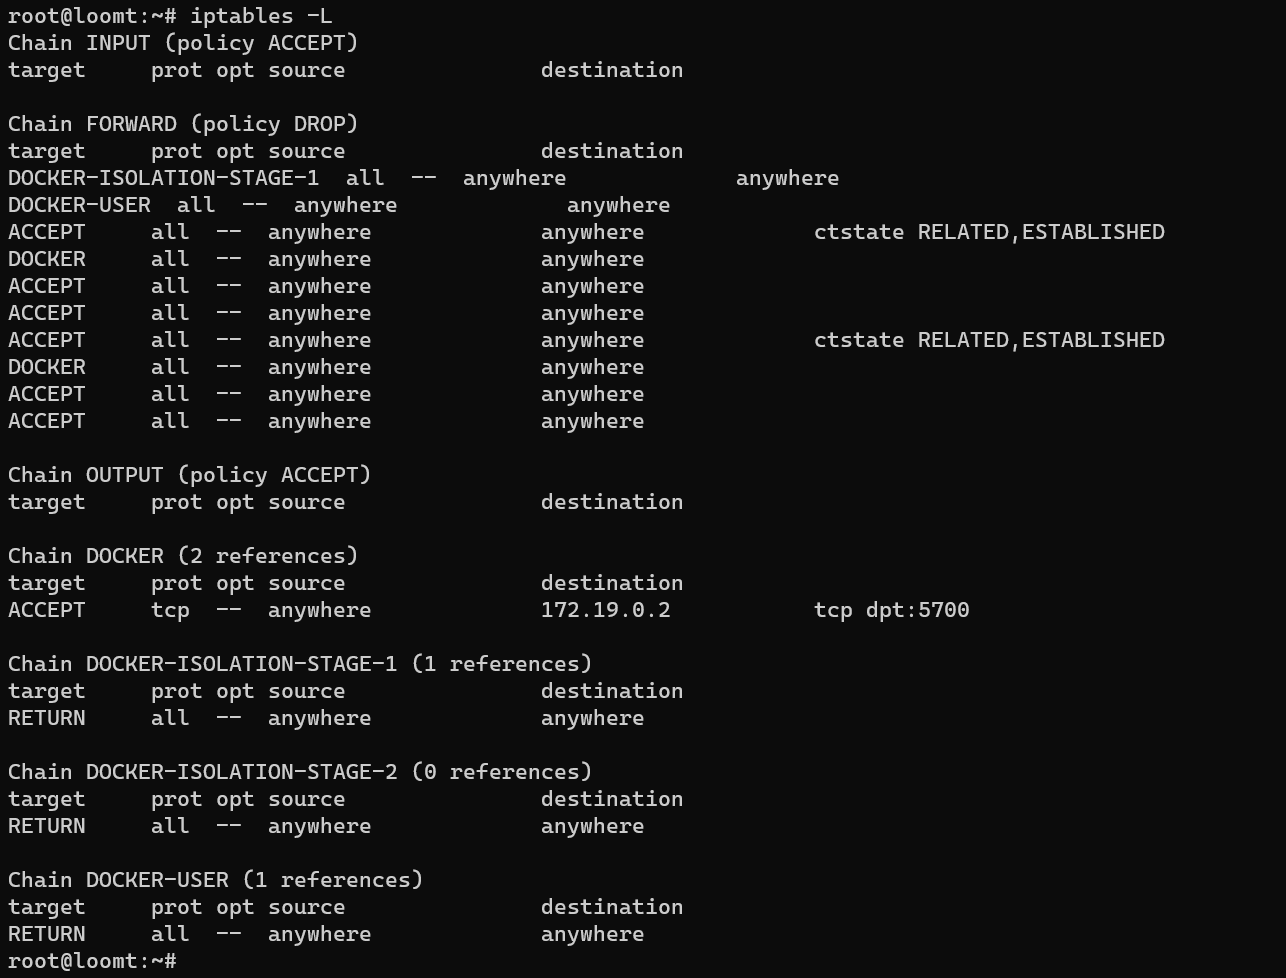 root@loomt:~# iptables -L
Chain INPUT (policy ACCEPT)
target     prot opt source               destination

Chain FORWARD (policy DROP)
target     prot opt source               destination
DOCKER-ISOLATION-STAGE-1  all  --  anywhere             anywhere
DOCKER-USER  all  --  anywhere             anywhere
ACCEPT     all  --  anywhere             anywhere             ctstate RELATED,ESTABLISHED
DOCKER     all  --  anywhere             anywhere
ACCEPT     all  --  anywhere             anywhere
ACCEPT     all  --  anywhere             anywhere
ACCEPT     all  --  anywhere             anywhere             ctstate RELATED,ESTABLISHED
DOCKER     all  --  anywhere             anywhere
ACCEPT     all  --  anywhere             anywhere
ACCEPT     all  --  anywhere             anywhere

Chain OUTPUT (policy ACCEPT)
target     prot opt source               destination

Chain DOCKER (2 references)
target     prot opt source               destination
ACCEPT     tcp  --  anywhere             172.19.0.2           tcp dpt:5700

Chain DOCKER-ISOLATION-STAGE-1 (1 references)
target     prot opt source               destination
RETURN     all  --  anywhere             anywhere

Chain DOCKER-ISOLATION-STAGE-2 (0 references)
target     prot opt source               destination
RETURN     all  --  anywhere             anywhere

Chain DOCKER-USER (1 references)
target     prot opt source               destination
RETURN     all  --  anywhere             anywhere
root@loomt:~#